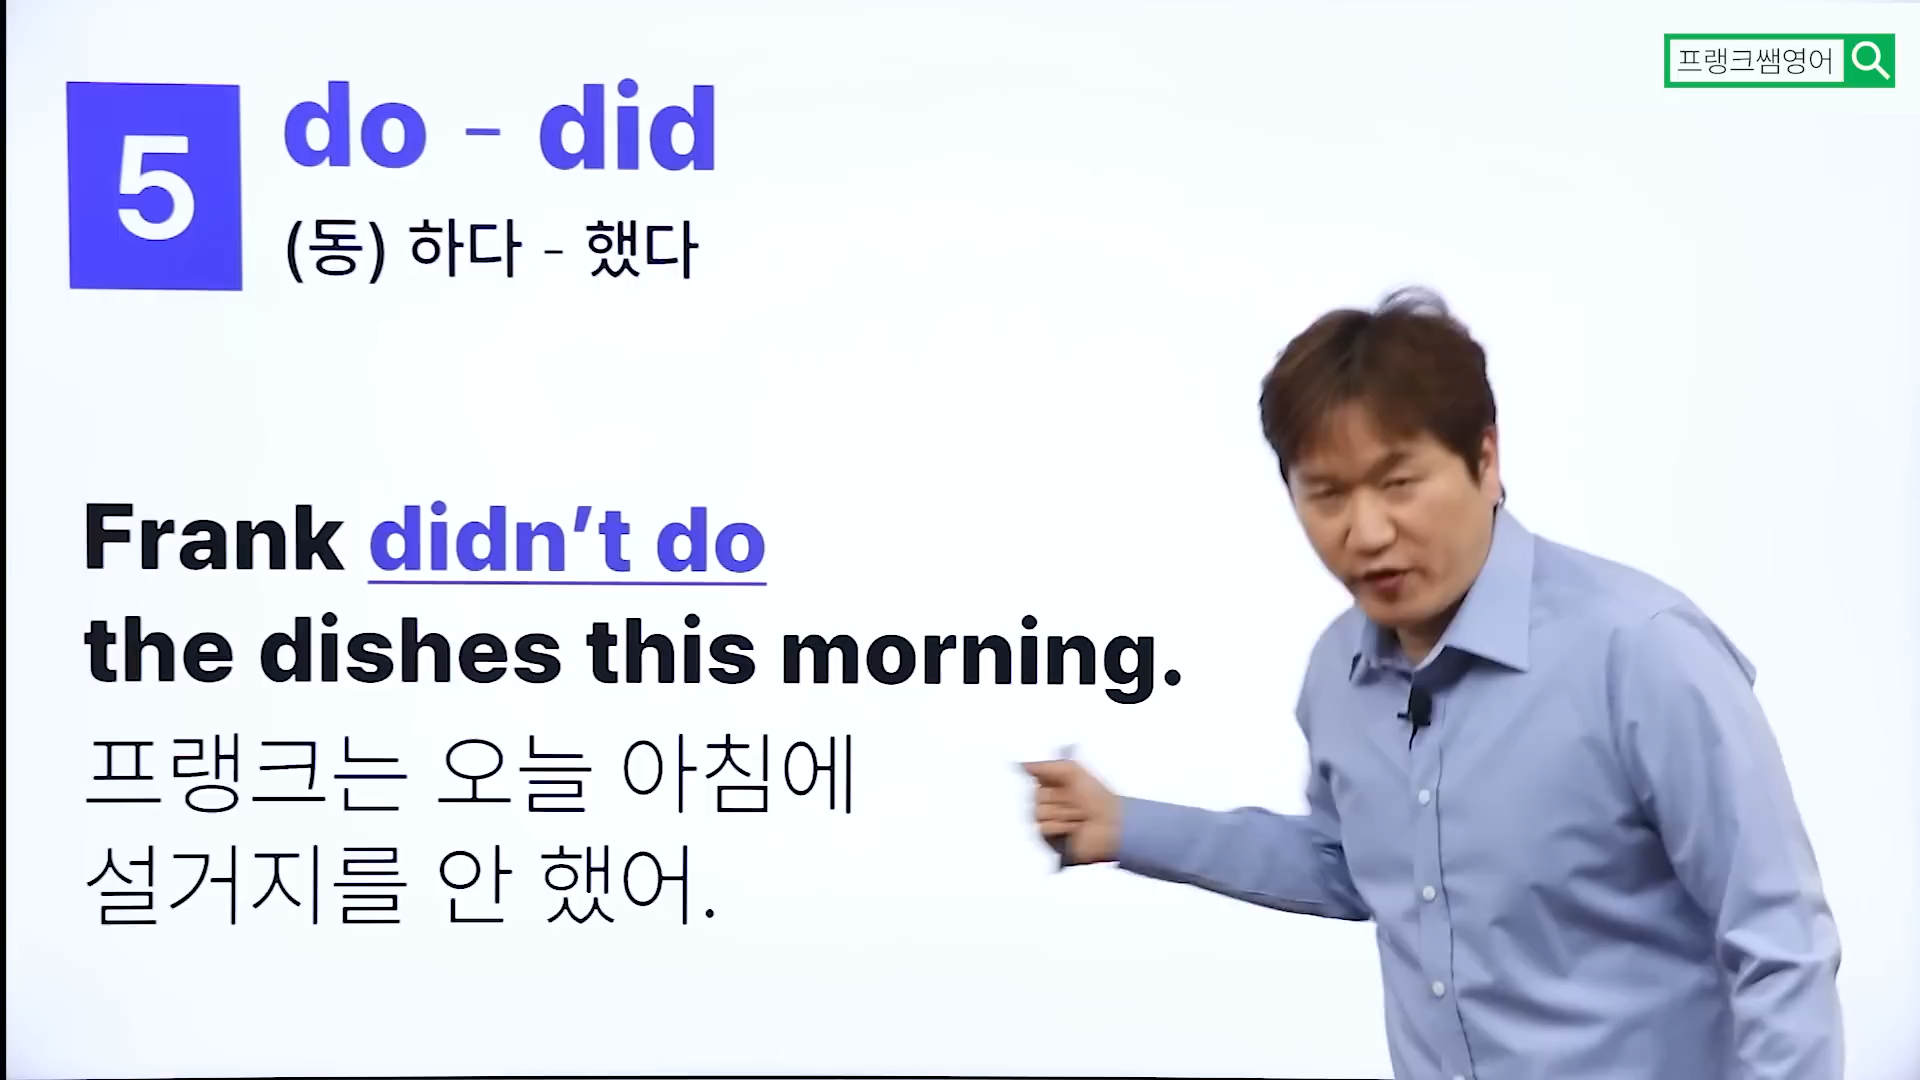 프랭크쌤영어
5
do - did
(동) 하다 - 했다
Frank didn't do
the dishes this morning.
프랭크는 오늘 아침에
설거지를 안 했어.